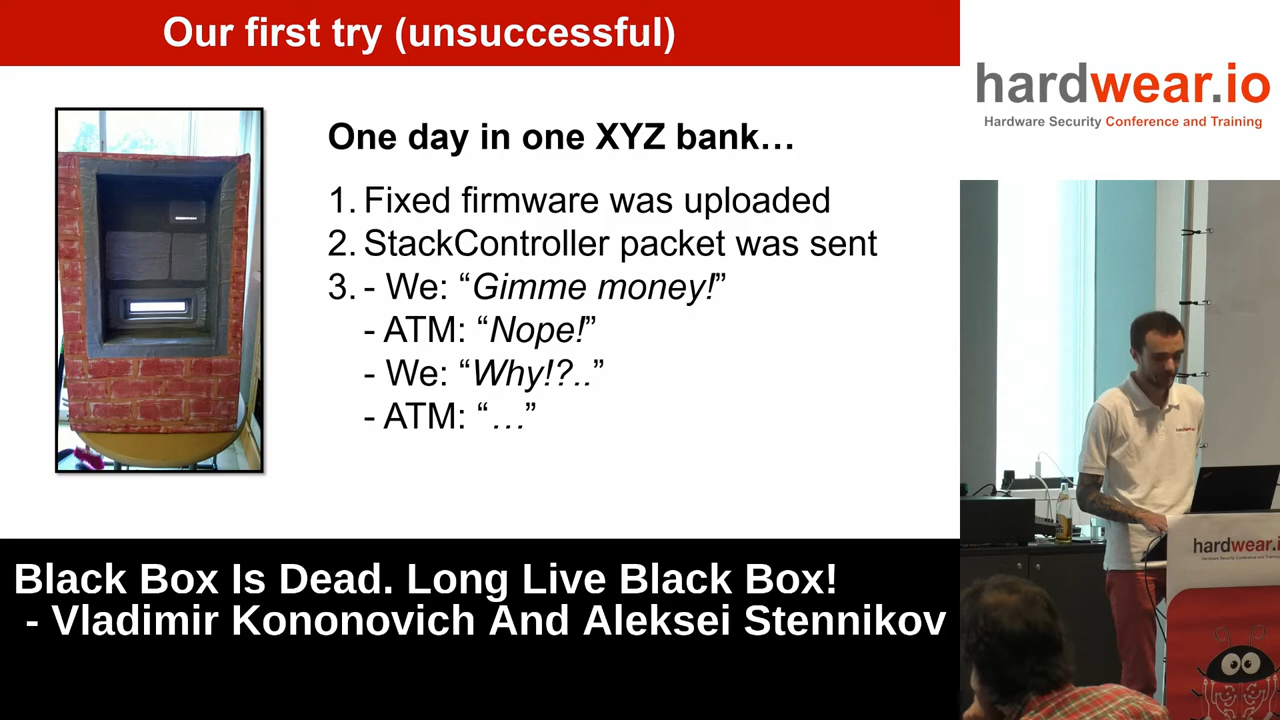 Our first try (unsuccessful)
One day in one XYZ bank…
1. Fixed firmware was uploaded
2. StackController packet was sent
3. - We: “Gimme money!”
- ATM: “Nope!”
- We: “Why!?..”
- ATM: “…”
Black Box Is Dead. Long Live Black Box!
- Vladimir Kononovich And Aleksei Stennikov
hardwear.io
Hardware Security Conference and Training
hardwear
hardwear.i